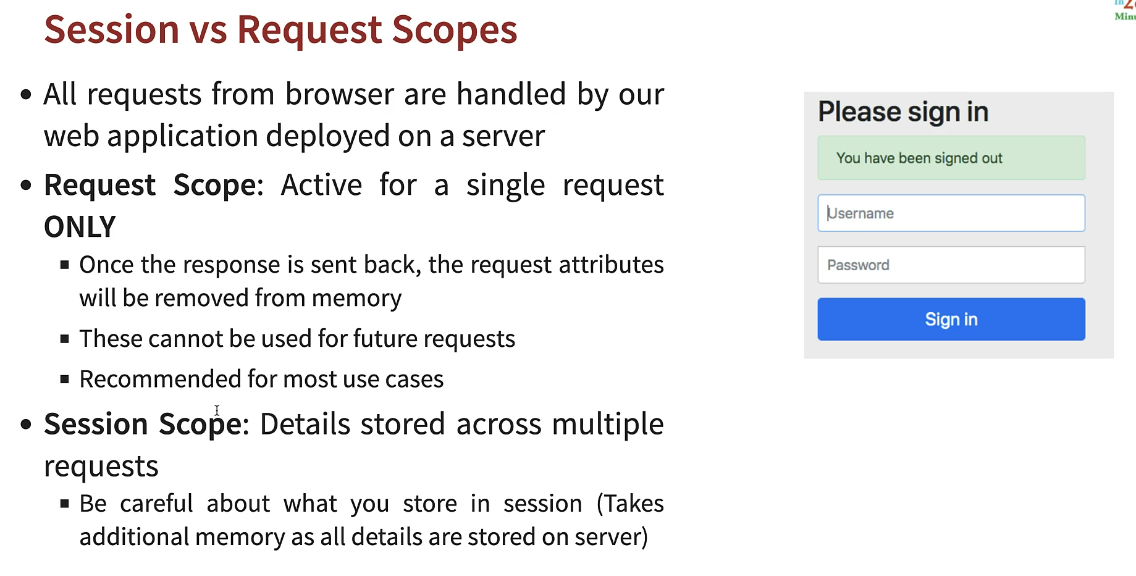 Session vs Request Scopes
• All requests from browser are handled by our
web application deployed on a server
• Request Scope: Active for a single request
ONLY
▪ Once the response is sent back, the request attributes
will be removed from memory
▪ These cannot be used for future requests
▪ Recommended for most use cases
• Session Scope: Details stored across multiple
requests
▪ Be careful about what you store in session (Takes
additional memory as all details are stored on server)
Please sign in
You have been signed out
Username
Password
Sign in